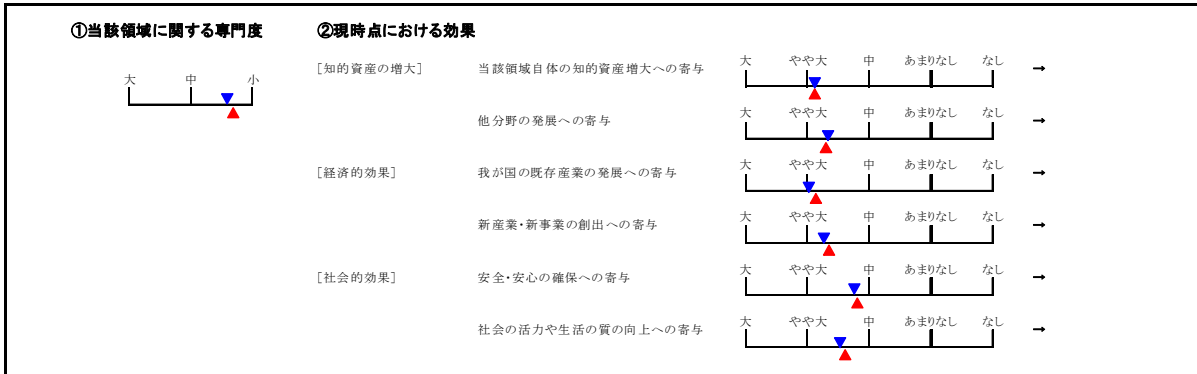 ①当該領域に関する専門度 ②現時点における効果
大 中 小
[知的資産の増大] 当該領域自体の知的資産増大への寄与 大 やや大 中 あまりなし なし →
他分野の発展への寄与 大 やや大 中 あまりなし なし →
[経済的効果] 我が国の既存産業の発展への寄与 大 やや大 中 あまりなし なし →
新産業・新事業の創出への寄与 大 やや大 中 あまりなし なし →
[社会的効果] 安全・安心の確保への寄与 大 やや大 中 あまりなし なし →
社会の活力や生活の質の向上への寄与 大 やや大 中 あまりなし なし →